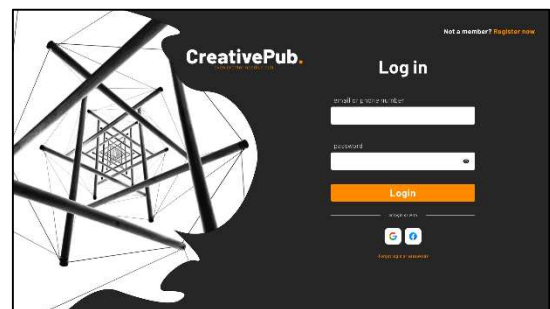 Not a member? Register now
CreativePub.
Log in
email or phone number
password
Login